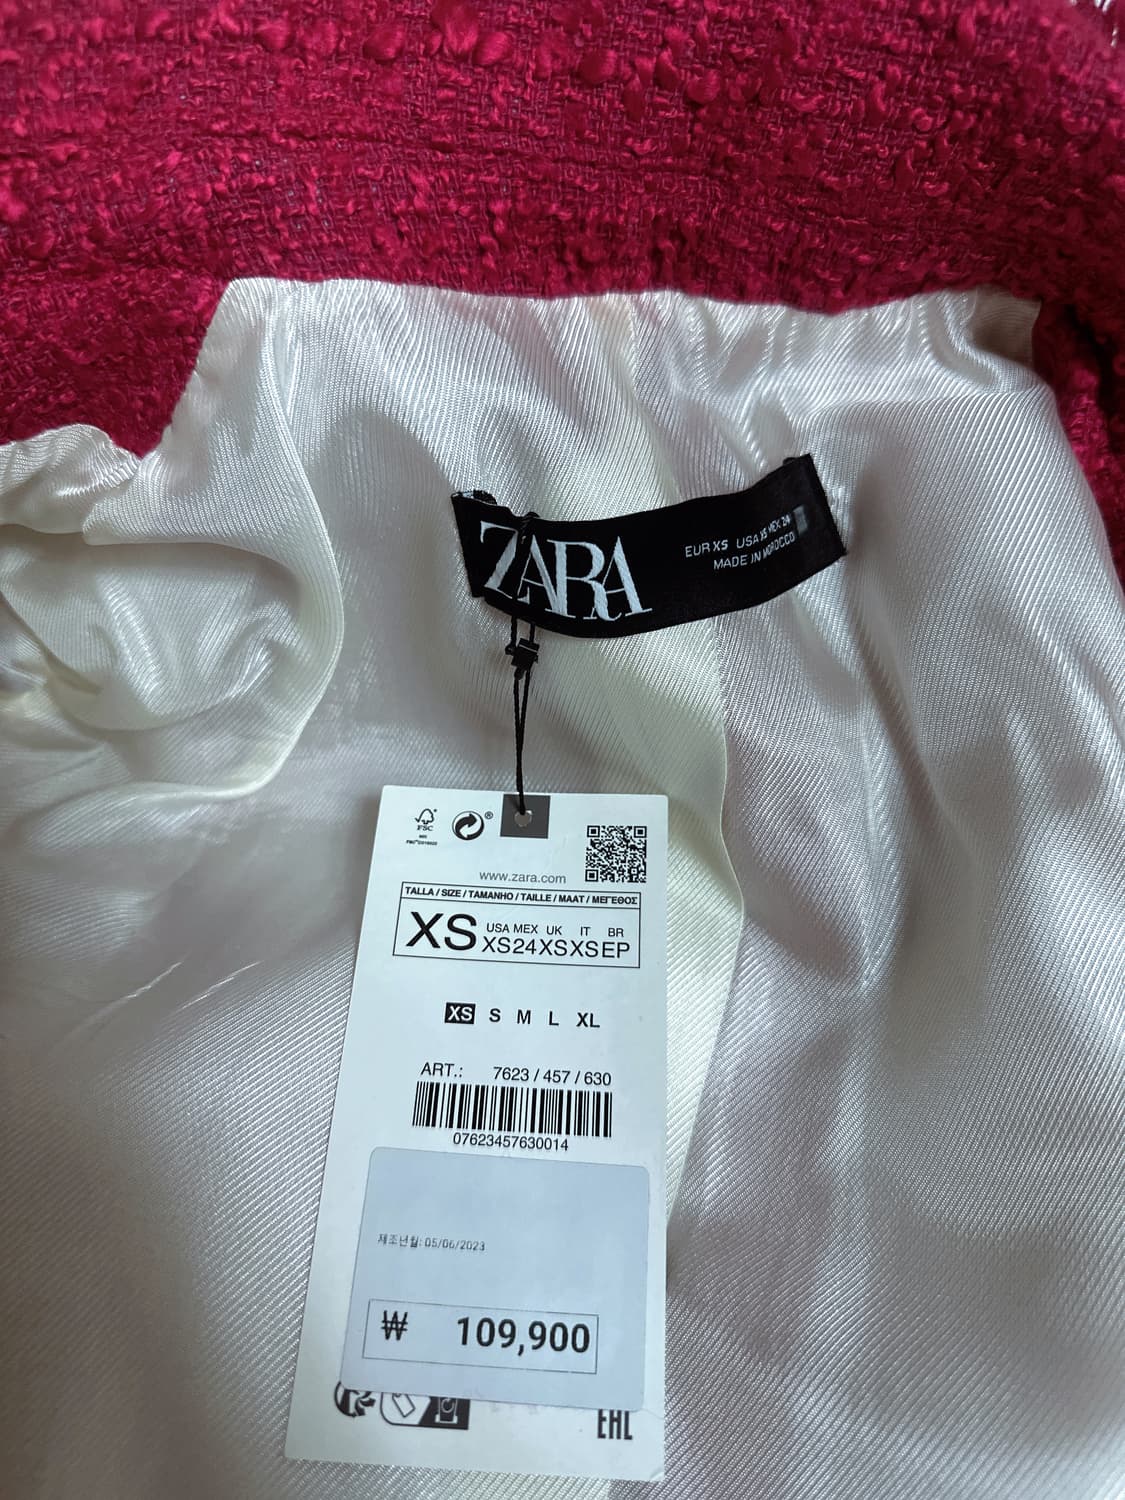 ZARA
EUR XS USA XS MEX 24
MADE IN MOROCCO
FSC
www.zara.com
TALLA / SIZE / TAMANHO / TAILLE / MAAT / ΜΕΓΕΘΟΣ
XS
USA MEX UK IT BR
XS 24 XS XS EP
XS S M L XL
ART.: 7623 / 457 / 630
07623457630014
제조년월: 05/06/2023
₩ 109,900
EAC